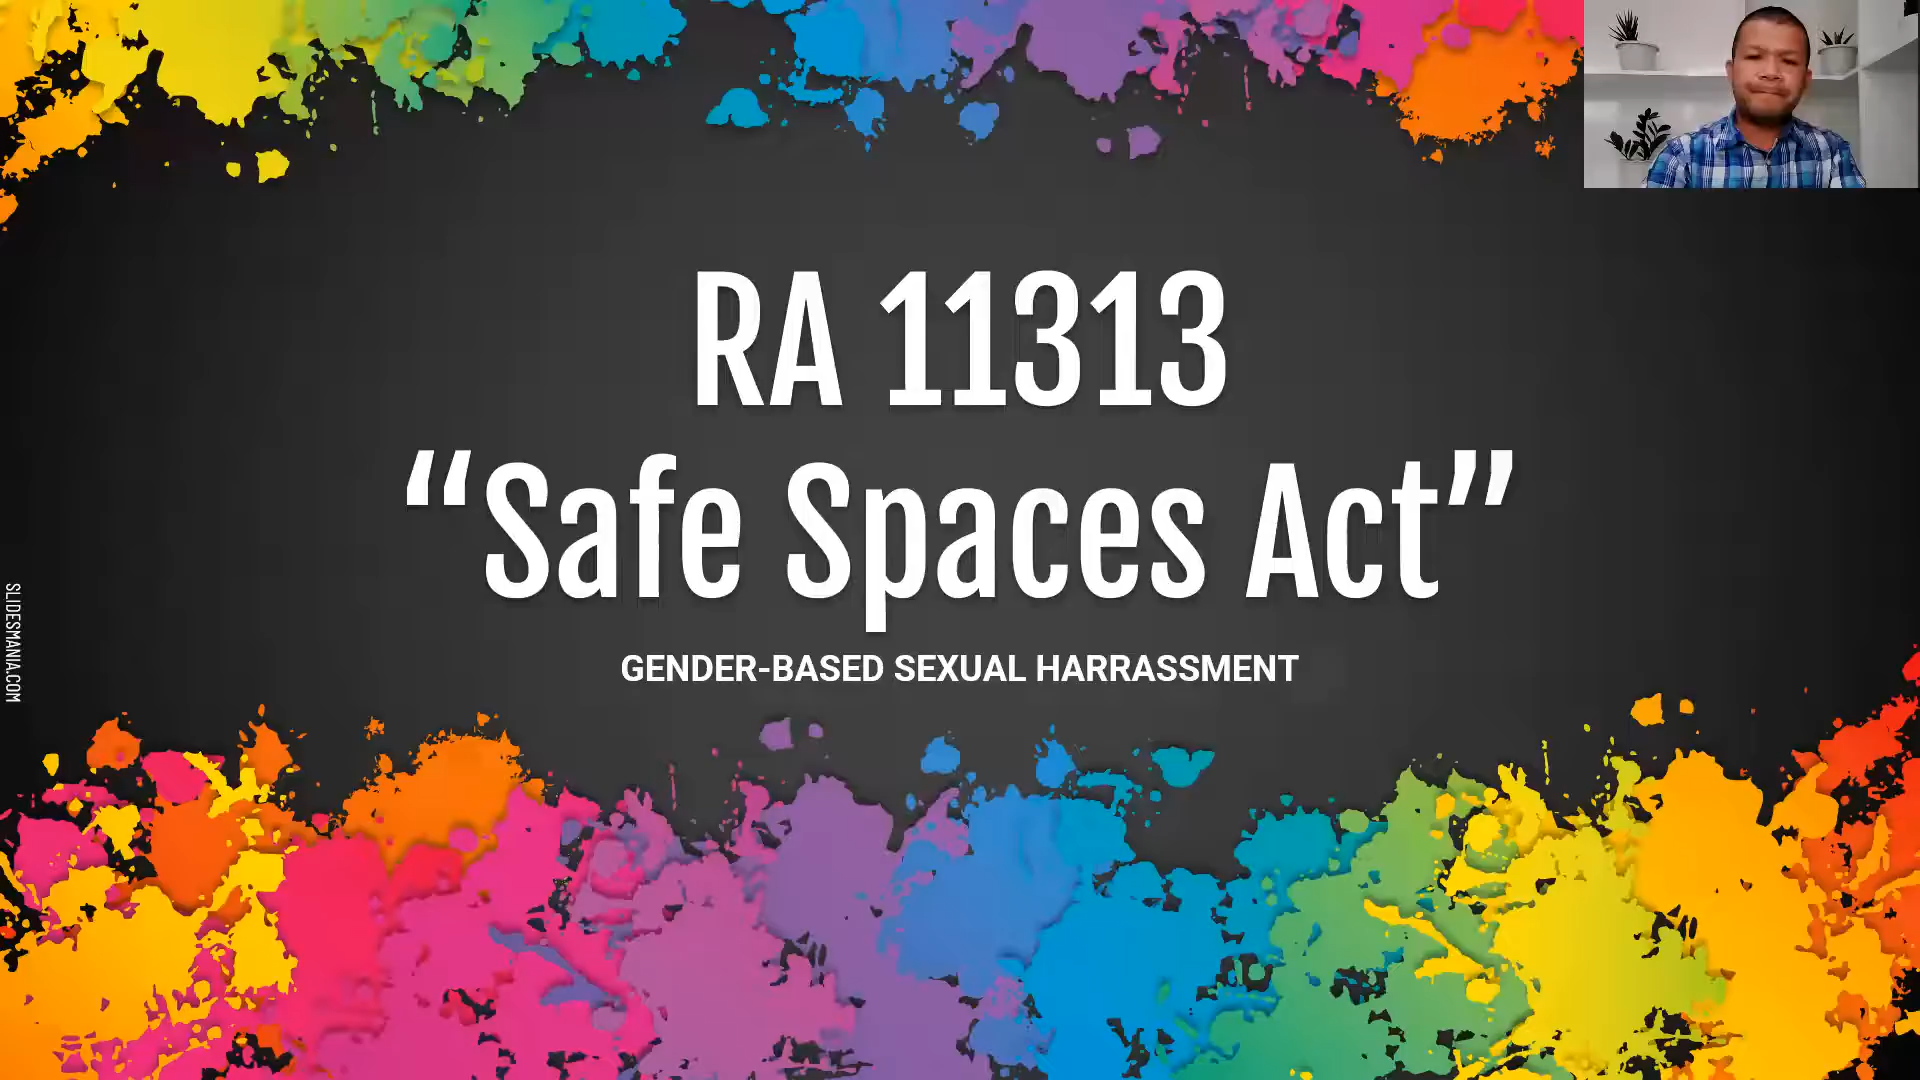 RA 11313
“Safe Spaces Act”
GENDER-BASED SEXUAL HARRASSMENT
SLIDESMANIA.COM